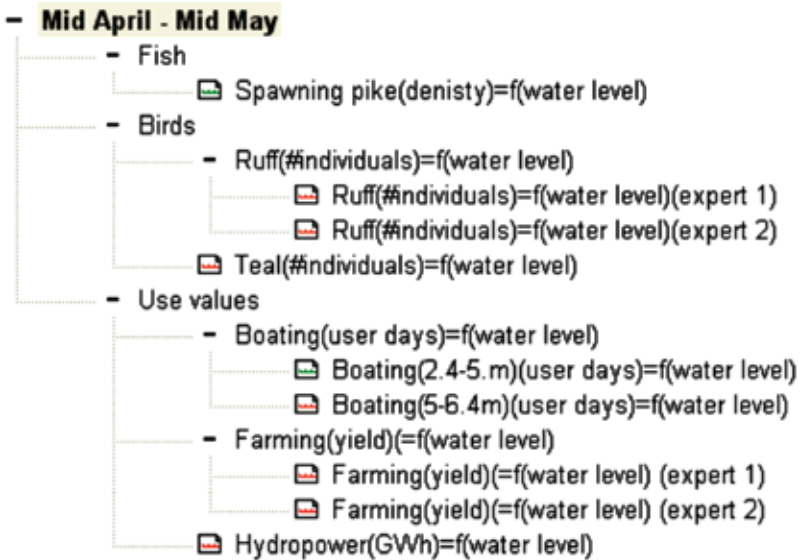 Mid April - Mid May
Fish
Spawning pike(denisty)=f(water level)
Birds
Ruff(#individuals)=f(water level)
Ruff(#individuals)=f(water level)(expert 1)
Ruff(#individuals)=f(water level)(expert 2)
Teal(#individuals)=f(water level)
Use values
Boating(user days)=f(water level)
Boating(2.4-5.m)(user days)=f(water level)
Boating(5-6.4m)(user days)=f(water level)
Farming(yield)(=f(water level)
Farming(yield)(=f(water level) (expert 1)
Farming(yield)(=f(water level) (expert 2)
Hydropower(GWh)=f(water level)